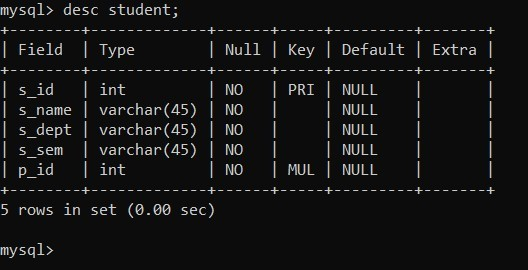 mysql> desc student;
+--------+-------------+------+-----+---------+-------+
| Field  | Type        | Null | Key | Default | Extra |
+--------+-------------+------+-----+---------+-------+
| s_id   | int         | NO   | PRI | NULL    |       |
| s_name | varchar(45) | NO   |     | NULL    |       |
| s_dept | varchar(45) | NO   |     | NULL    |       |
| s_sem  | varchar(45) | NO   |     | NULL    |       |
| p_id   | int         | NO   | MUL | NULL    |       |
+--------+-------------+------+-----+---------+-------+
5 rows in set (0.00 sec)
mysql>